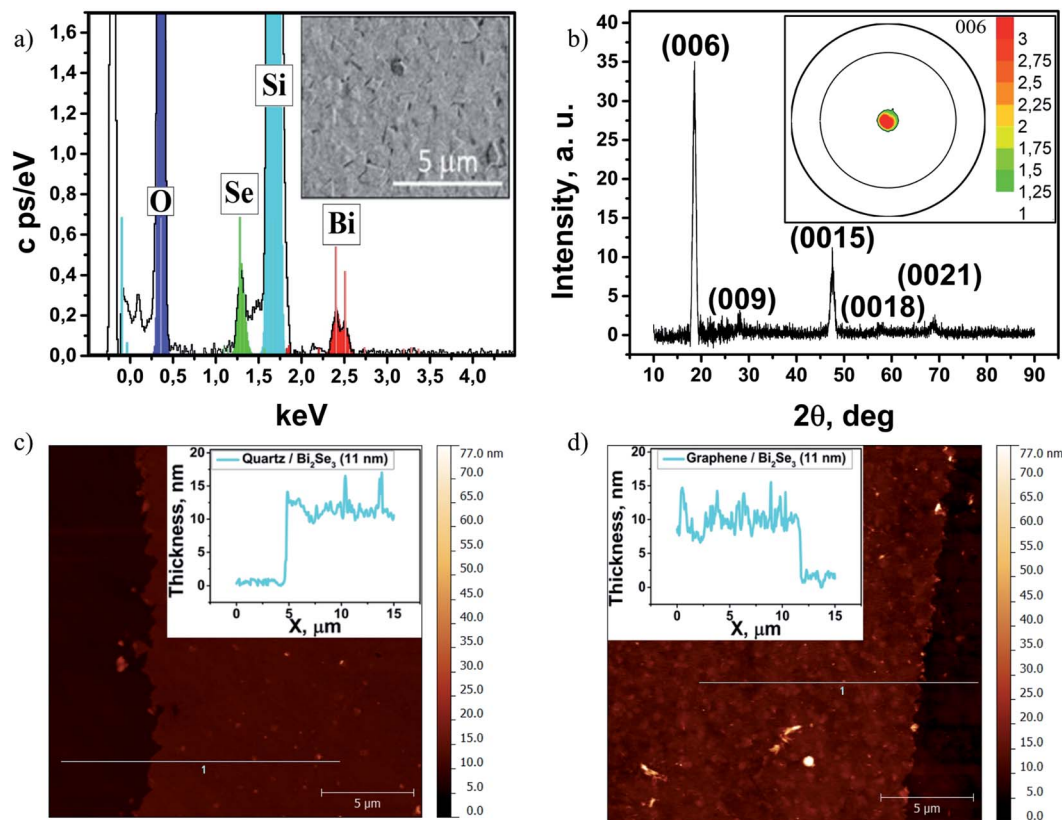 a)
1,6
1,4
1,2
1,0
0,8
0,6
0,4
0,2
0,0
c ps/eV
O
Se
Si
Bi
5 µm
0,0 0,5 1,0 1,5 2,0 2,5 3,0 3,5 4,0 4,5
keV
b)
40
35
30
25
20
15
10
5
0
Intensity, a. u.
(006)
(009)
(0015)
(0018)
(0021)
006
3
2,75
2,5
2,25
2
1,75
1,5
1,25
1
10 20 30 40 50 60 70 80 90
2θ, deg
c)
20
15
10
5
0
Thickness, nm
Quartz / Bi₂Se₃ (11 nm)
0 5 10 15
X, µm
1
5 µm
77.0 nm
70.0
65.0
60.0
55.0
50.0
45.0
40.0
35.0
30.0
25.0
20.0
15.0
10.0
5.0
0.0
d)
20
15
10
5
0
Thickness, nm
Graphene / Bi₂Se₃ (11 nm)
0 5 10 15
X, µm
1
5 µm
77.0 nm
70.0
65.0
60.0
55.0
50.0
45.0
40.0
35.0
30.0
25.0
20.0
15.0
10.0
5.0
0.0